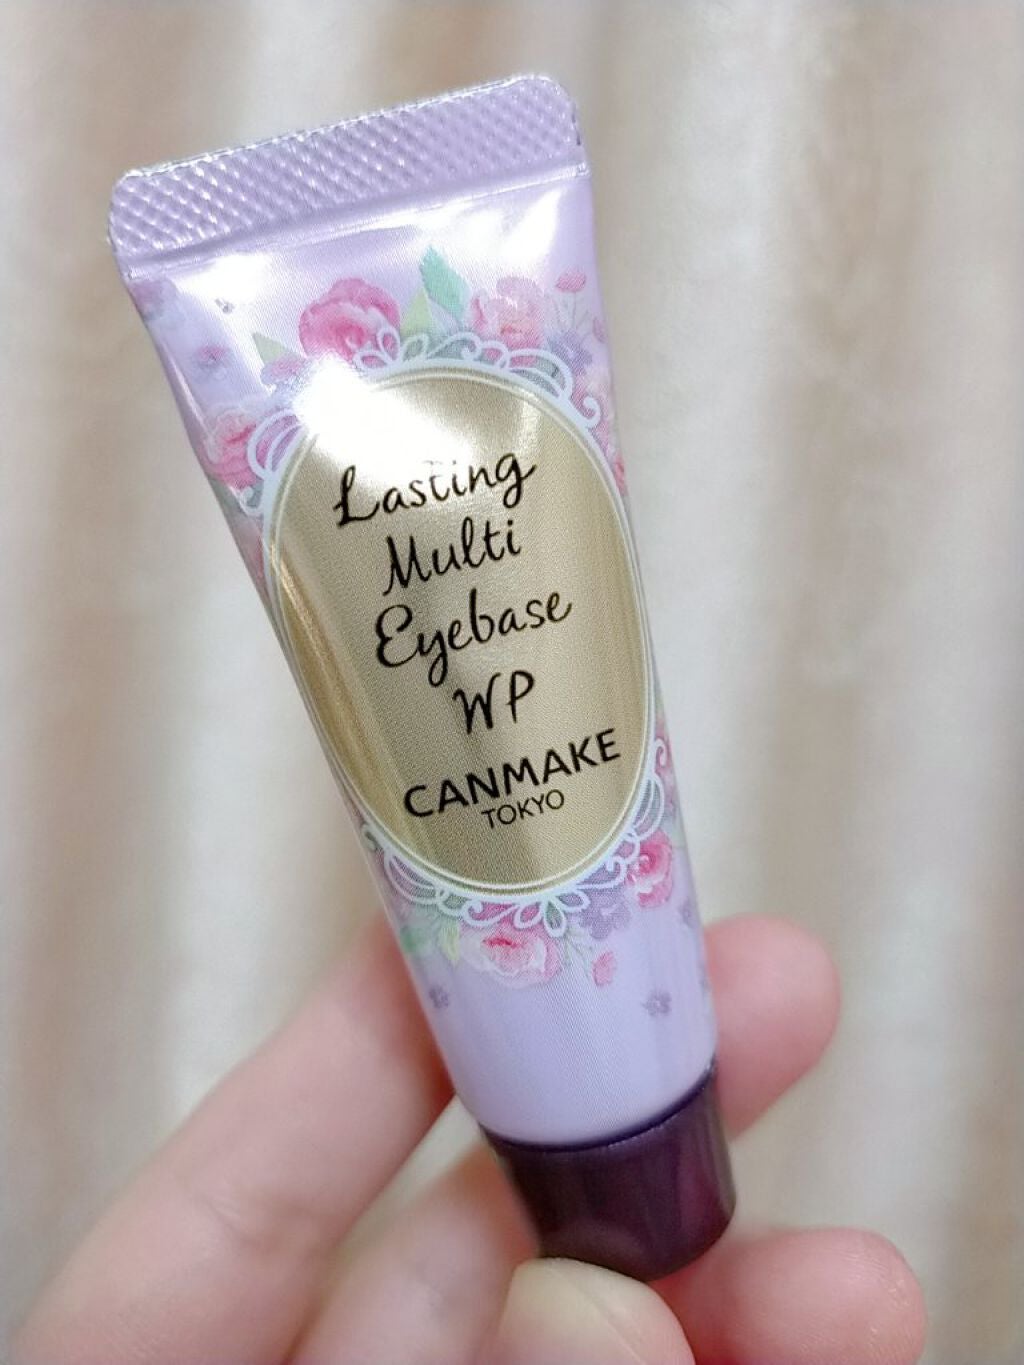 Lasting
Multi
Eyebase
WP
CANMAKE
TOKYO